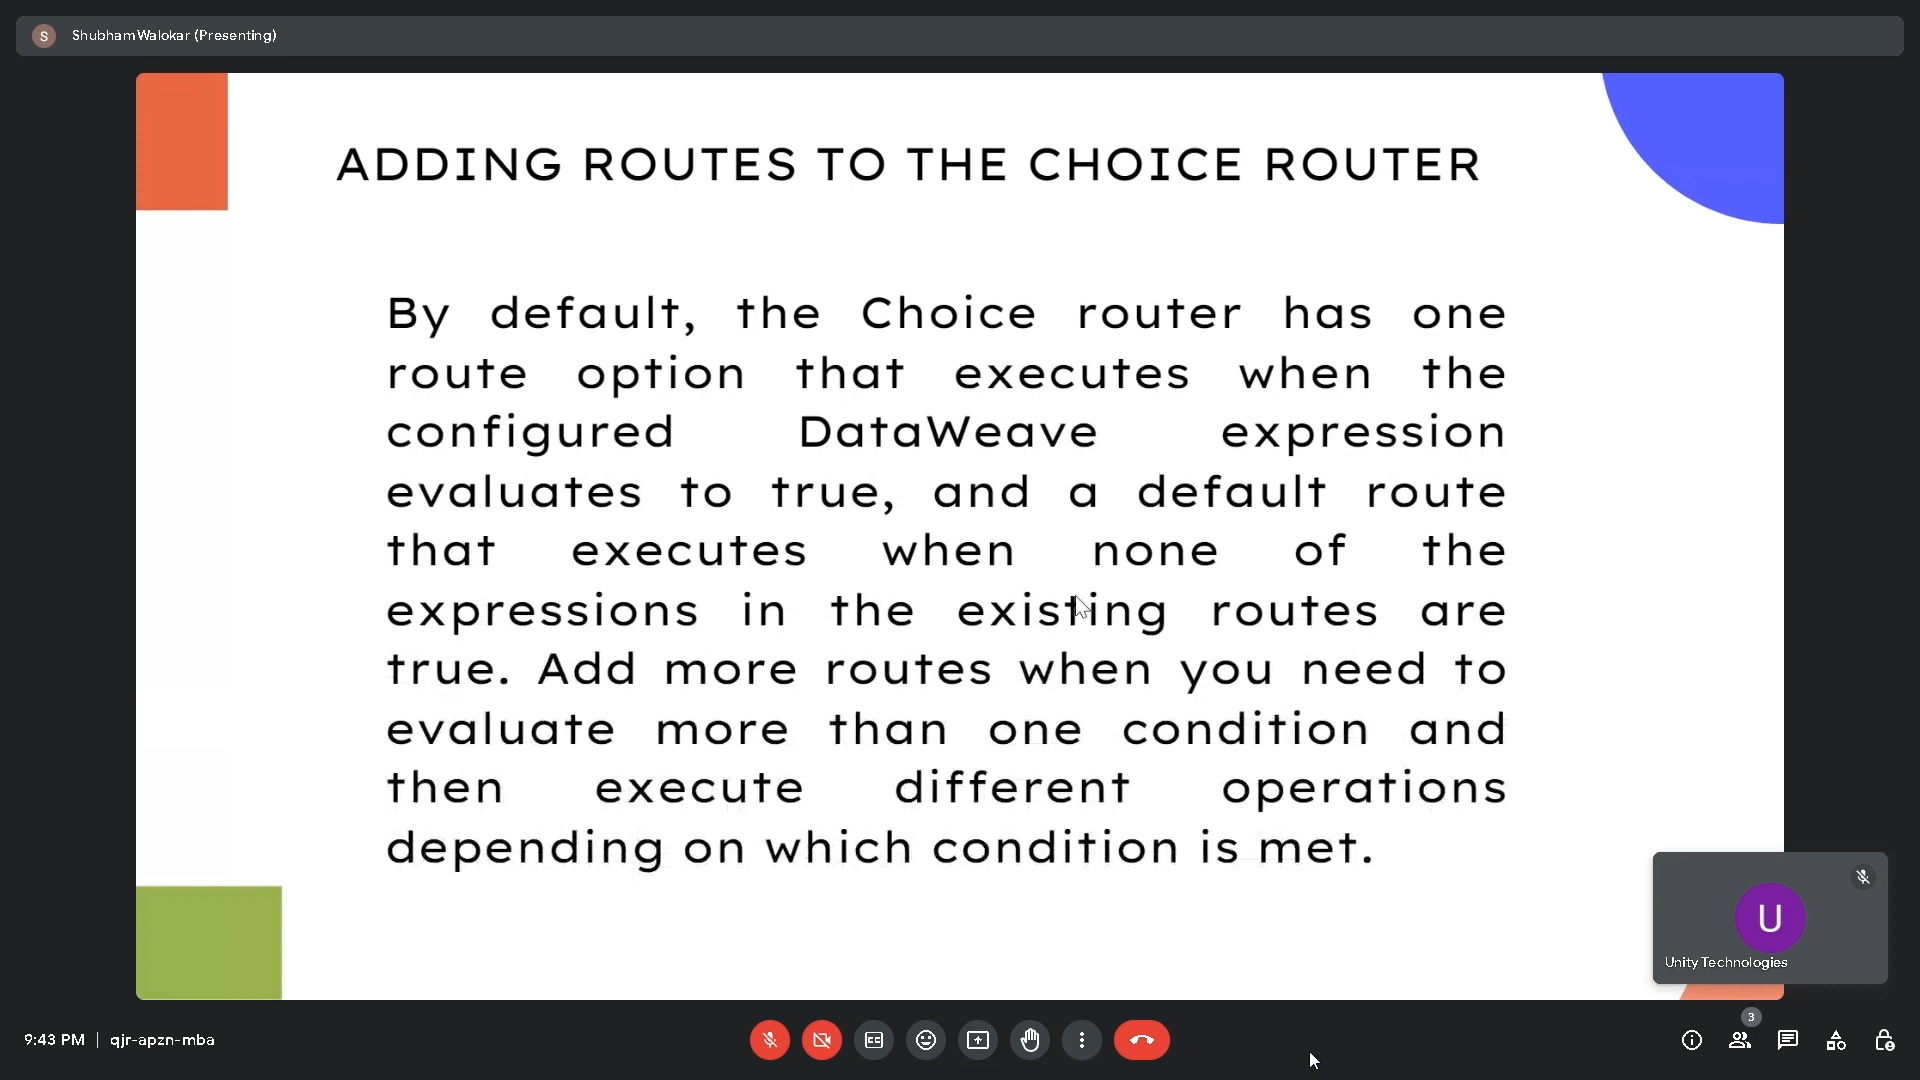 S ShubhamWalokar (Presenting)
ADDING ROUTES TO THE CHOICE ROUTER
By default, the Choice router has one
route option that executes when the
configured DataWeave expression
evaluates to true, and a default route
that executes when none of the
expressions in the existing routes are
true. Add more routes when you need to
evaluate more than one condition and
then execute different operations
depending on which condition is met.
U
Unity Technologies
9:43 PM | qjr-apzn-mba
3